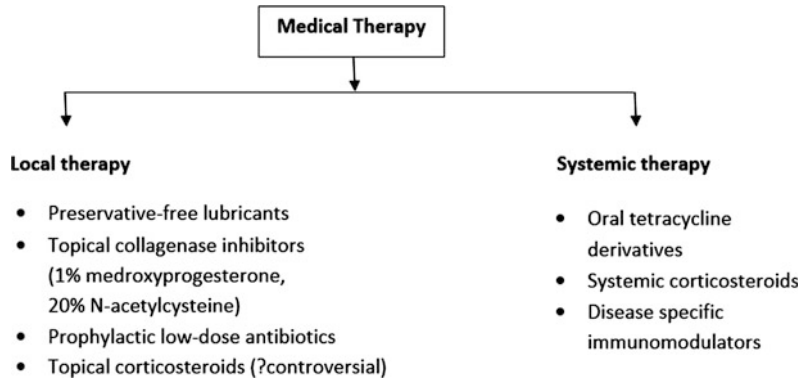 Medical Therapy
Local therapy
• Preservative-free lubricants
• Topical collagenase inhibitors
(1% medroxyprogesterone,
20% N-acetylcysteine)
• Prophylactic low-dose antibiotics
• Topical corticosteroids (?controversial)
Systemic therapy
• Oral tetracycline
derivatives
• Systemic corticosteroids
• Disease specific
immunomodulators